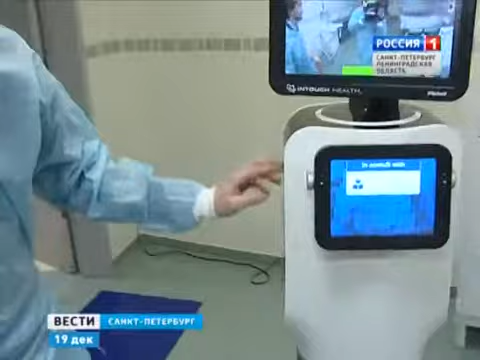 РОССИЯ 1
САНКТ-ПЕТЕРБУРГ
ЛЕНИНГРАДСКАЯ
ОБЛАСТЬ
INTOUCH HEALTH
In consult with
ВЕСТИ САНКТ-ПЕТЕРБУРГ
19 дек